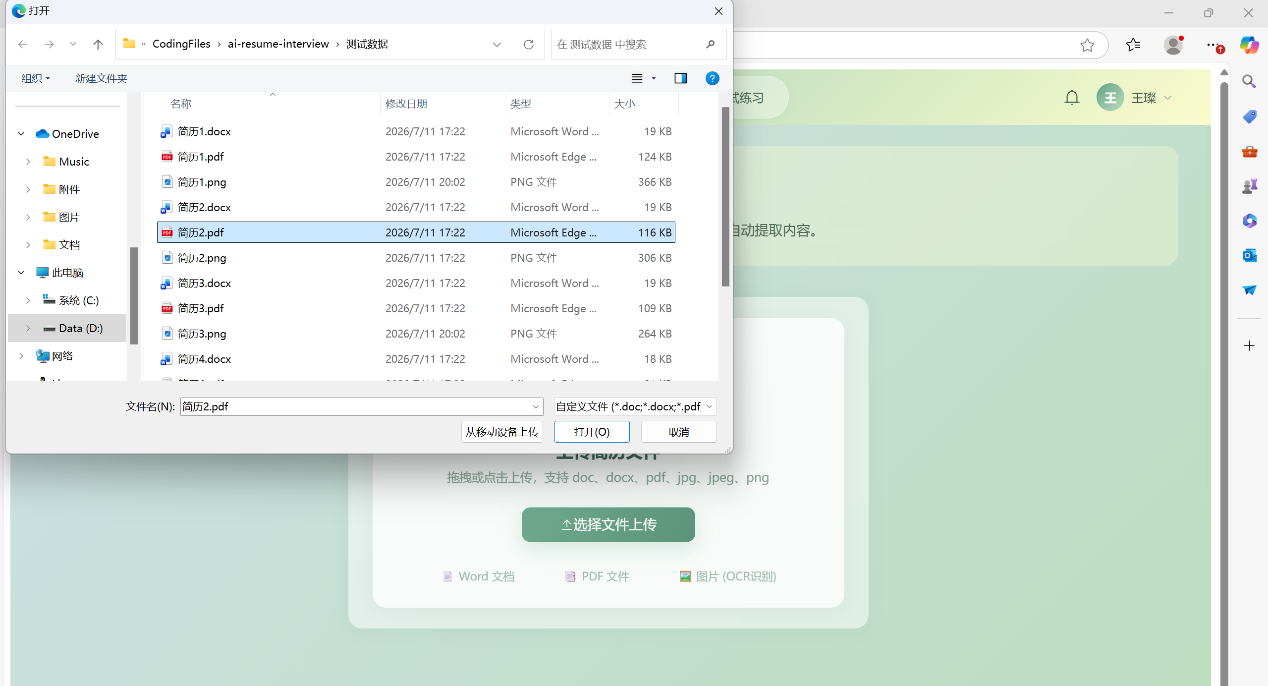 打开
CodingFiles › ai-resume-interview › 测试数据
在 测试数据 中搜索
组织
新建文件夹
名称 修改日期 类型 大小
OneDrive
Music
附件
图片
文档
此电脑
系统 (C:)
Data (D:)
网络
简历1.docx 2026/7/11 17:22 Microsoft Word ... 19 KB
简历1.pdf 2026/7/11 17:22 Microsoft Edge ... 124 KB
简历1.png 2026/7/11 20:02 PNG 文件 366 KB
简历2.docx 2026/7/11 17:22 Microsoft Word ... 19 KB
简历2.pdf 2026/7/11 17:22 Microsoft Edge ... 116 KB
简历2.png 2026/7/11 17:22 PNG 文件 306 KB
简历3.docx 2026/7/11 17:22 Microsoft Word ... 19 KB
简历3.pdf 2026/7/11 17:22 Microsoft Edge ... 109 KB
简历3.png 2026/7/11 20:02 PNG 文件 264 KB
简历4.docx 2026/7/11 17:22 Microsoft Word ... 18 KB
文件名(N): 简历2.pdf
自定义文件 (*.doc;*.docx;*.pdf
从移动设备上传
打开(O)
取消
试练习
王
王璨
自动提取内容。
上传简历文件
拖拽或点击上传，支持 doc、docx、pdf、jpg、jpeg、png
选择文件上传
Word 文档
PDF 文件
图片 (OCR识别)